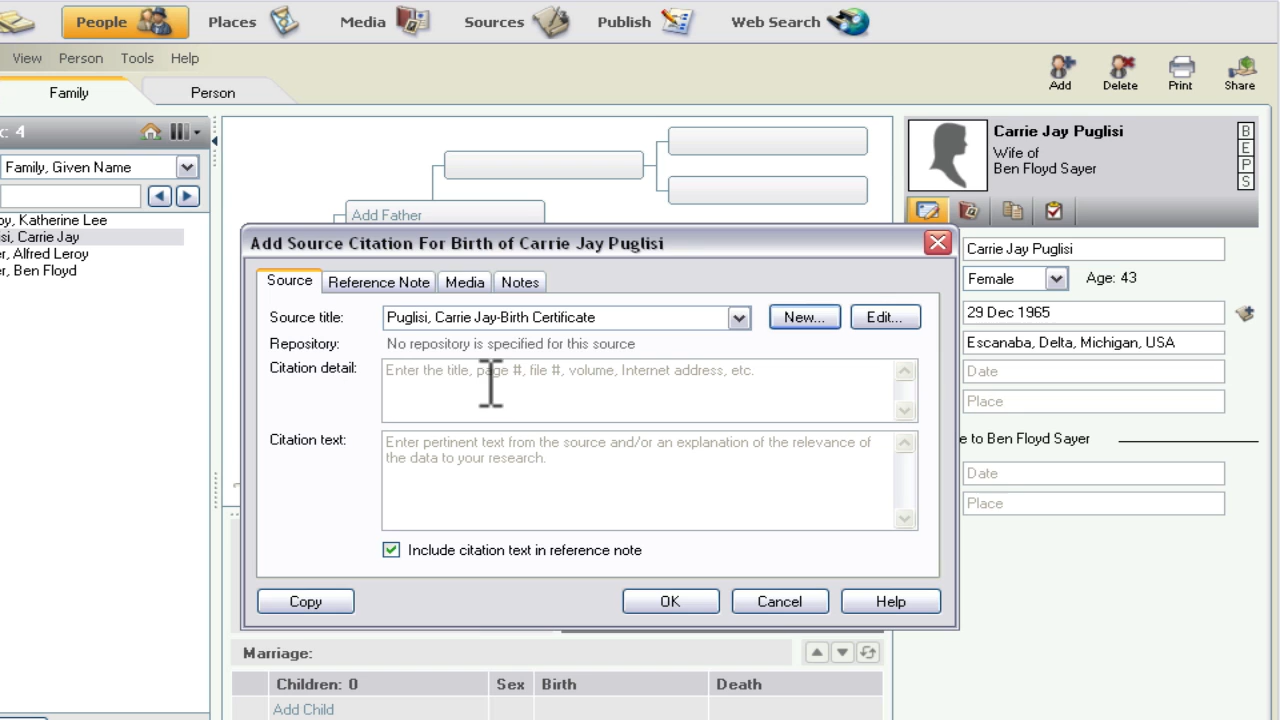 People Places Media Sources Publish Web Search
View Person Tools Help
Add Delete Print Share
Family Person
x: 4
Family, Given Name
oy, Katherine Lee
si, Carrie Jay
r, Alfred Leroy
r, Ben Floyd
Add Father
Carrie Jay Puglisi
Wife of
Ben Floyd Sayer
B
E
P
S
Carrie Jay Puglisi
Female Age: 43
29 Dec 1965
Escanaba, Delta, Michigan, USA
Date
Place
e to Ben Floyd Sayer
Date
Place
Add Source Citation For Birth of Carrie Jay Puglisi
Source Reference Note Media Notes
Source title: Puglisi, Carrie Jay-Birth Certificate New... Edit...
Repository: No repository is specified for this source
Citation detail: Enter the title, page #, file #, volume, Internet address, etc.
Citation text: Enter pertinent text from the source and/or an explanation of the relevance of
the data to your research.
Include citation text in reference note
Copy OK Cancel Help
Marriage:
Children: 0 Sex Birth Death
Add Child